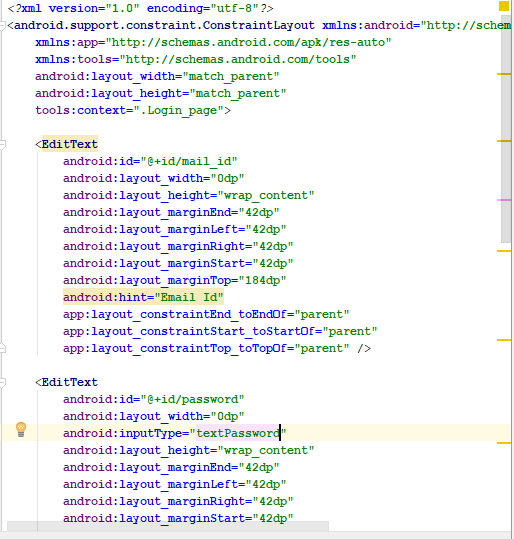 <?xml version="1.0" encoding="utf-8"?>
<android.support.constraint.ConstraintLayout xmlns:android="http://schem
xmlns:app="http://schemas.android.com/apk/res-auto"
xmlns:tools="http://schemas.android.com/tools"
android:layout_width="match_parent"
android:layout_height="match_parent"
tools:context=".Login_page">
<EditText
android:id="@+id/mail_id"
android:layout_width="0dp"
android:layout_height="wrap_content"
android:layout_marginEnd="42dp"
android:layout_marginLeft="42dp"
android:layout_marginRight="42dp"
android:layout_marginStart="42dp"
android:layout_marginTop="184dp"
android:hint="Email Id"
app:layout_constraintEnd_toEndOf="parent"
app:layout_constraintStart_toStartOf="parent"
app:layout_constraintTop_toTopOf="parent" />
<EditText
android:id="@+id/password"
android:layout_width="0dp"
android:inputType="textPassword"
android:layout_height="wrap_content"
android:layout_marginEnd="42dp"
android:layout_marginLeft="42dp"
android:layout_marginRight="42dp"
android:layout_marginStart="42dp"